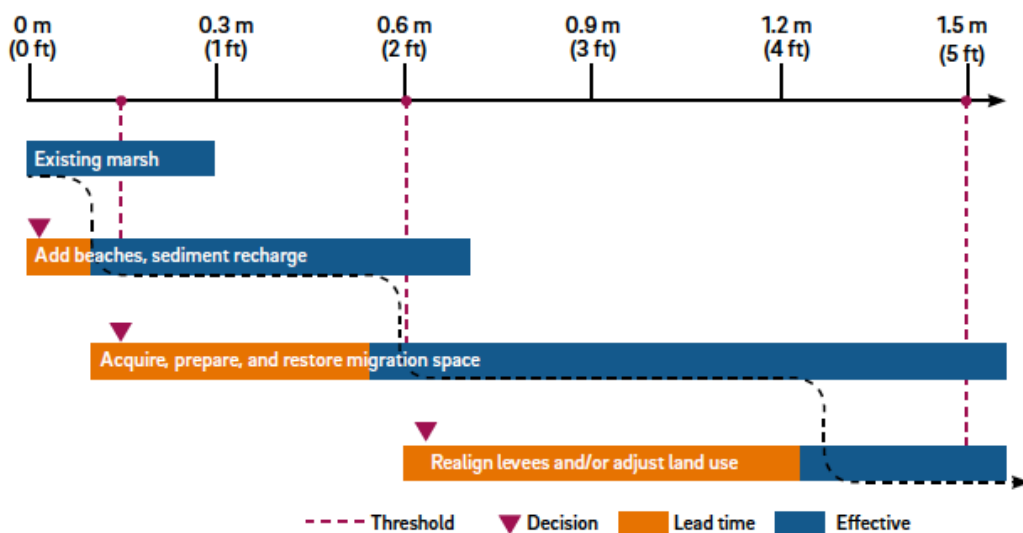 0 m 0.3 m 0.6 m 0.9 m 1.2 m 1.5 m
(0 ft) (1 ft) (2 ft) (3 ft) (4 ft) (5 ft)
Existing marsh
Add beaches, sediment recharge
Acquire, prepare, and restore migration space
Realign levees and/or adjust land use
Threshold Decision Lead time Effective